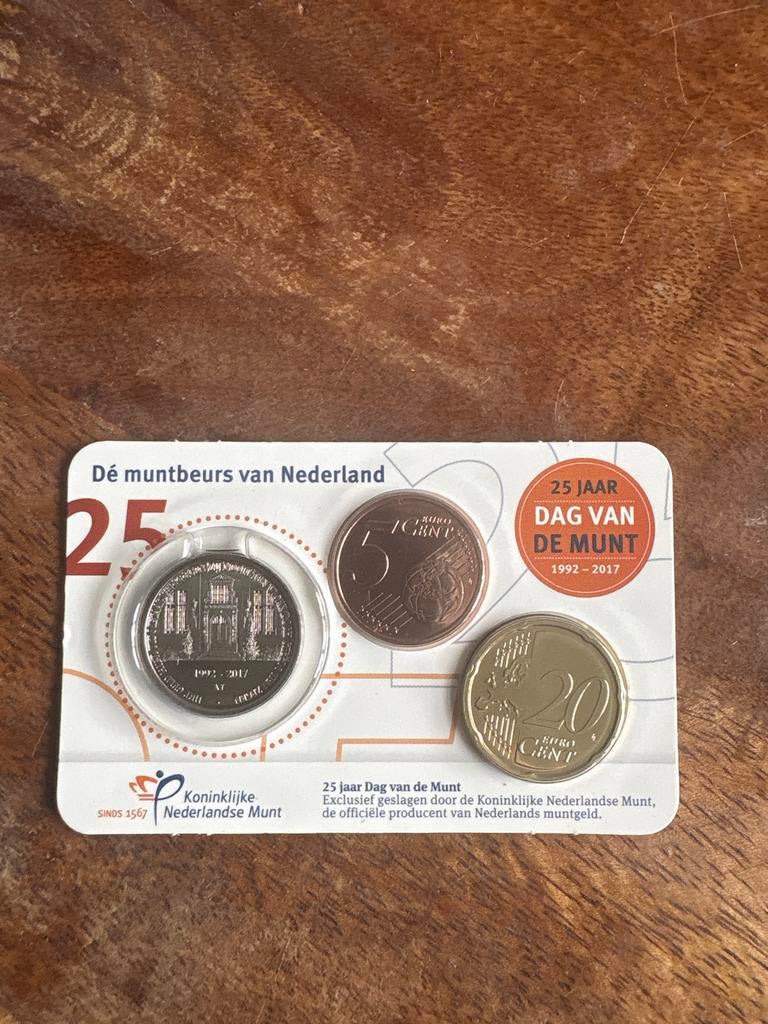 Dé muntbeurs van Nederland
25
25 JAAR
DAG VAN
DE MUNT
1992 – 2017
5
EURO
CENT
1992 - 2017
20
EURO
CENT
SINDS 1567
Koninklijke
Nederlandse Munt
25 jaar Dag van de Munt
Exclusief geslagen door de Koninklijke Nederlandse Munt,
de officiële producent van Nederlands muntgeld.